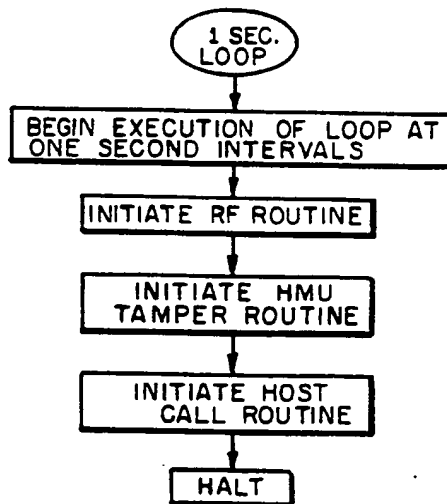 1 SEC.
LOOP
BEGIN EXECUTION OF LOOP AT
ONE SECOND INTERVALS
INITIATE RF ROUTINE
INITIATE HMU
TAMPER ROUTINE
INITIATE HOST
CALL ROUTINE
HALT